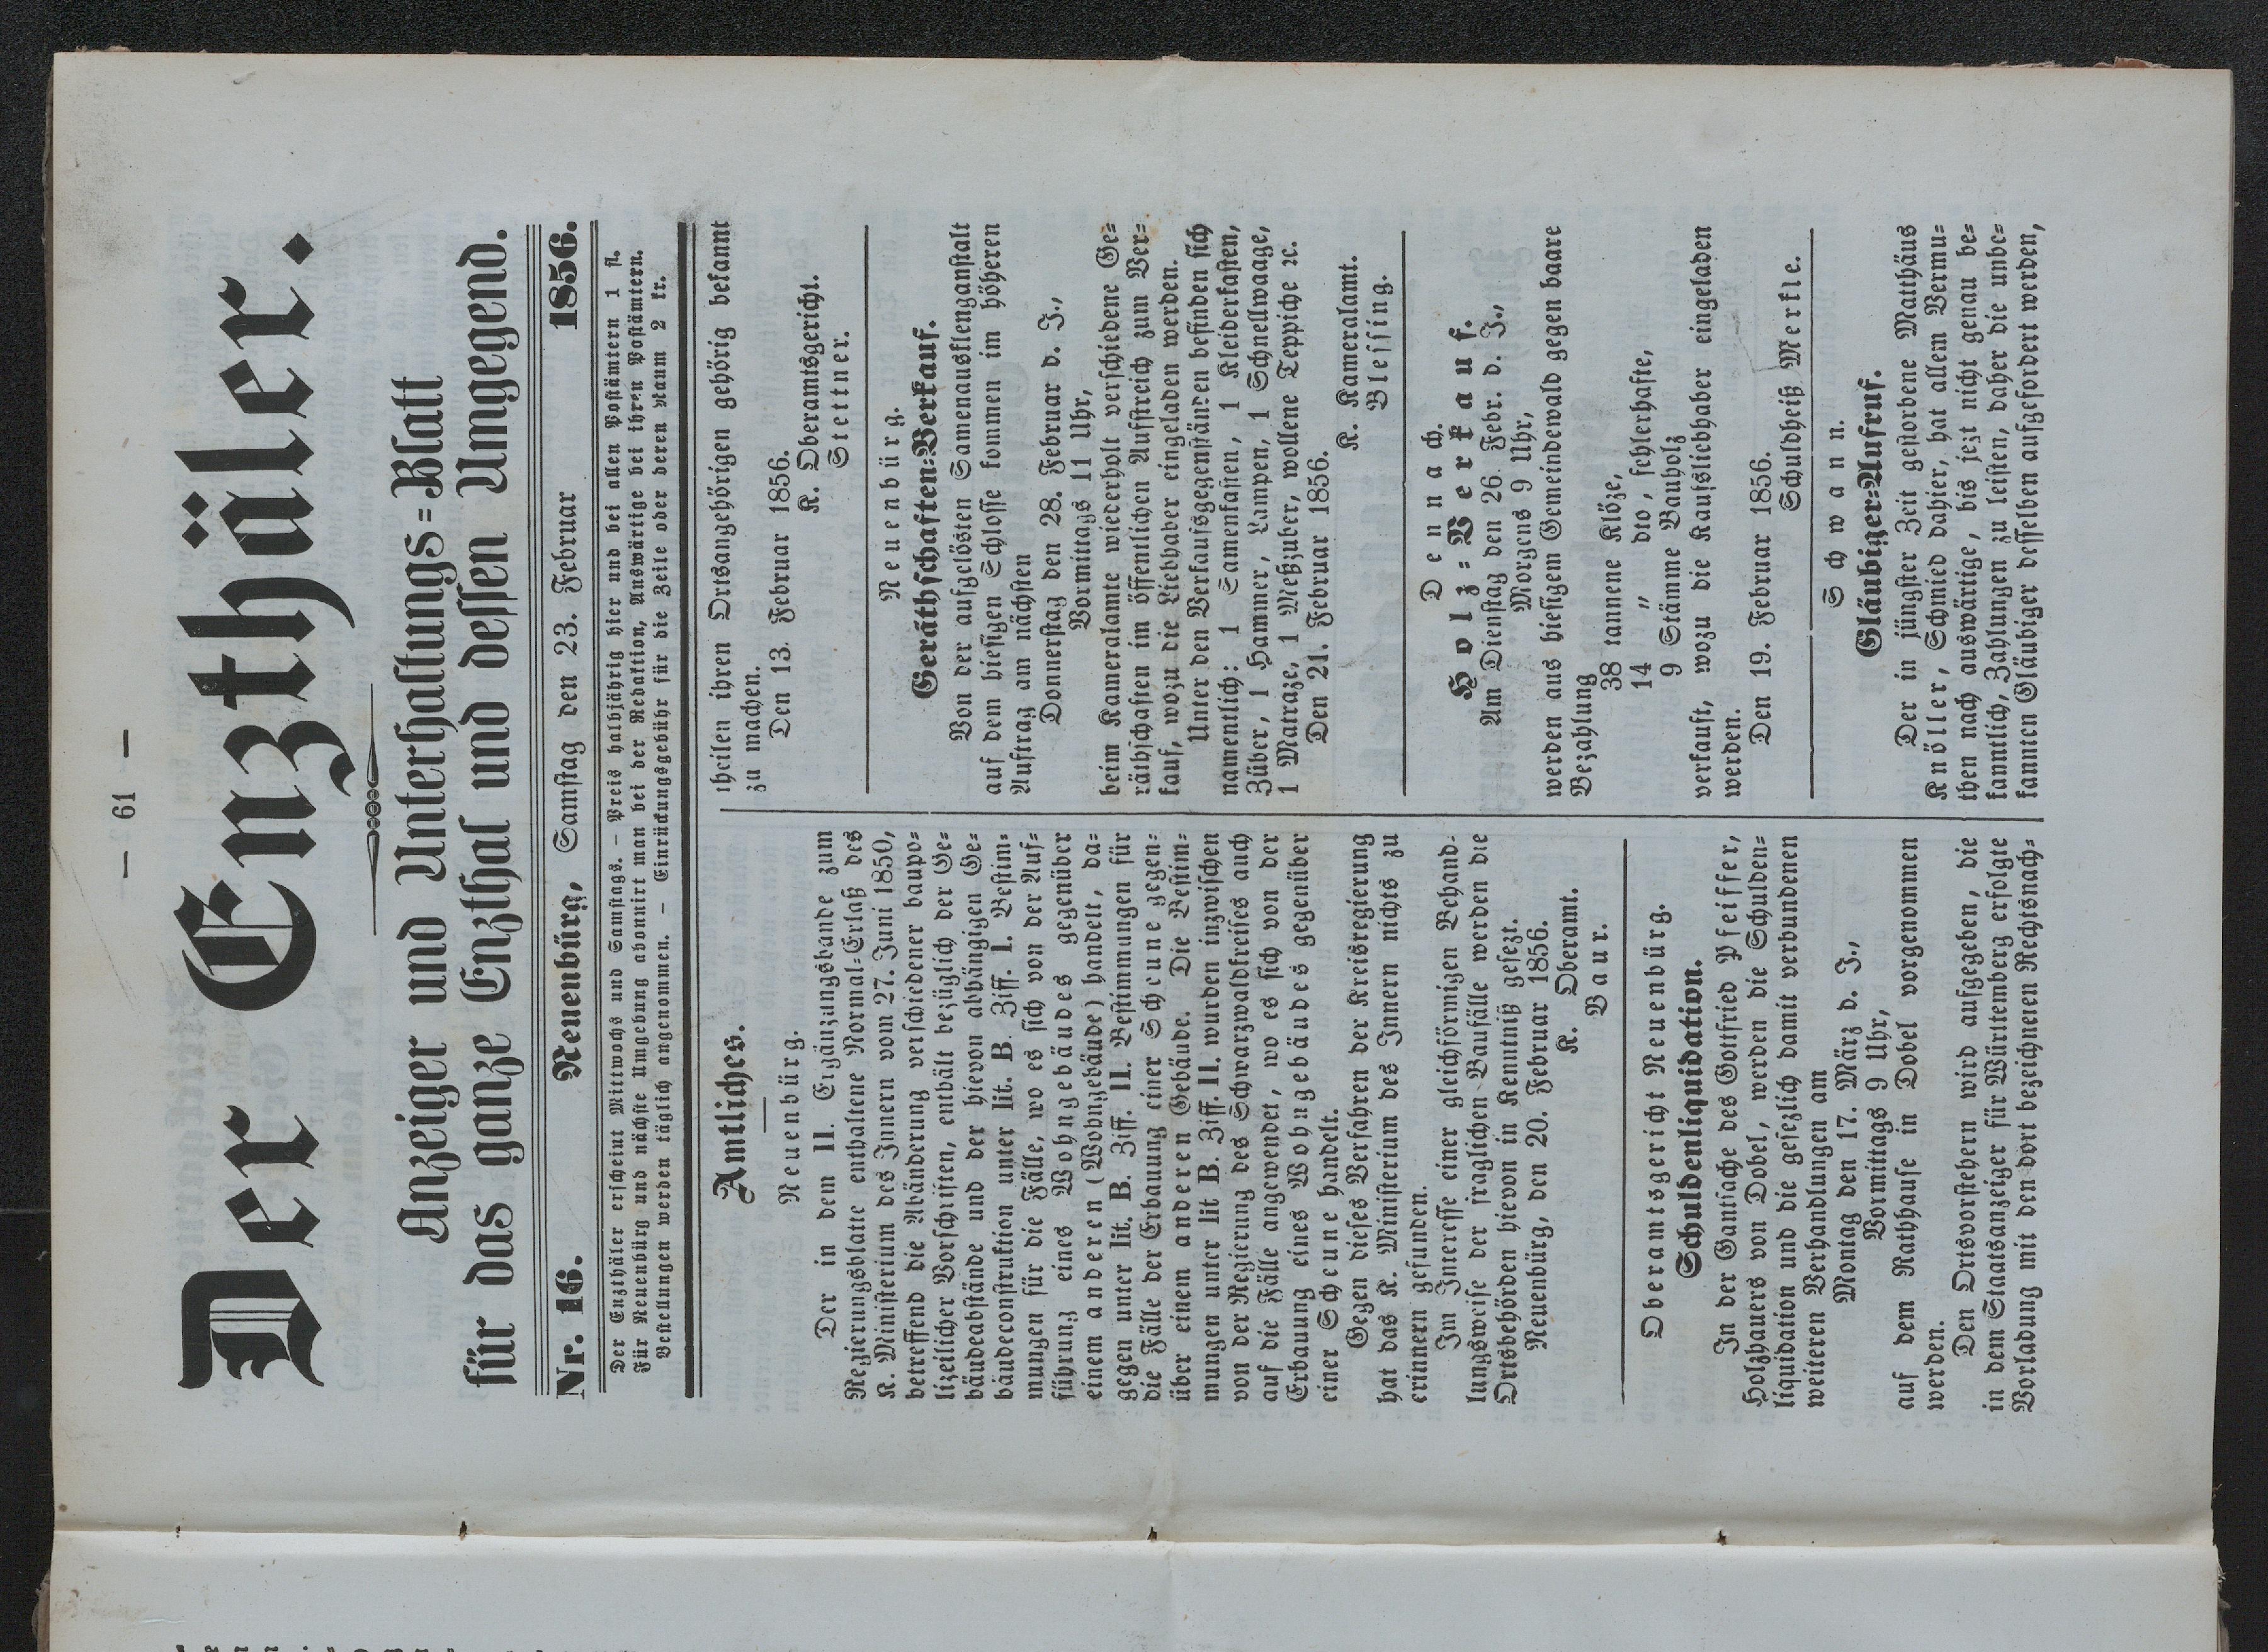 — 61 —
Der Enzthäler.
Anzeiger und Unterhaltungs=Blatt
für das ganze Enzthal und dessen Umgegend.
Nr. 16. Neuenbürg, Samstag den 23. Februar 1856.
Der Enzthäler erscheint Mittwochs und Samstags. – Preis halbjährig hier und bei allen Postämtern 1 fl.
Für Neuenbürg und nächste Umgebung abonnirt man bei der Redaktion, Auswärtige bei ihren Postämtern.
Bestellungen werden täglich angenommen. – Einrückungsgebühr für die Zeile oder deren Raum 2 kr.
Amtliches.
Neuenbürg.
Der in dem II. Ergänzungsbande zum
Regierungsblatte enthaltene Normal=Erlaß des
K. Ministerium des Innern vom 27. Juni 1850,
betreffend die Abänderung verschiedener baupo=
lizeilicher Vorschriften, enthält bezüglich der Ge=
bäudeabstände und der hievon abhängigen Ge=
bäudeconstruktion unter lit. B. Ziff. I. Bestim=
mungen für die Fälle, wo es sich von der Auf=
führung eines Wohngebäudes gegenüber
einem anderen (Wohngebäude) handelt, da=
gegen unter lit. B. Ziff. II. Bestimmungen für
die Fälle der Erbauung einer Scheune gegen=
über einem anderen Gebäude. Die Bestim=
mungen unter lit B. Ziff. II. wurden inzwischen
von der Regierung des Schwarzwaldkreises auch
auf die Fälle angewendet, wo es sich von der
Erbauung eines Wohngebäudes gegenüber
einer Scheune handelt.
Gegen dieses Verfahren der Kreisregierung
hat das K. Ministerium des Innern nichts zu
erinnern gefunden.
Im Interesse einer gleichförmigen Behand=
lungsweise der fraglichen Baufälle werden die
Ortsbehörden hievon in Kenntniß gesezt.
Neuenbürg, den 20. Februar 1856.
K. Oberamt.
Baur.
Oberamtsgericht Neuenbürg.
Schuldenliquidation.
In der Gantsache des Gottfried Pfeiffer,
Holzhauers von Dobel, werden die Schulden=
liquidation und die gesezlich damit verbundenen
weiteren Verhandlungen am
Montag den 17. März d. J.,
Vormittags 9 Uhr,
auf dem Rathhause in Dobel vorgenommen
werden.
Den Ortsvorstehern wird aufgegeben, die
in dem Staatsanzeiger für Württemberg erfolgte
Vorladung mit den dort bezeichneten Rechtsnach=
theilen ihren Ortsangehörigen gehörig bekannt
zu machen.
Den 13. Februar 1856.
K. Oberamtsgericht.
Stettner.
Neuenbürg.
Geräthschaften=Verkauf.
Von der aufgelösten Samenausklenganstalt
auf dem hiesigen Schlosse kommen im höheren
Auftrag am nächsten
Donnerstag den 28. Februar d. J.,
Vormittags 11 Uhr,
beim Kameralamte wiederholt verschiedene Ge=
räthschaften im öffentlichen Aufstreich zum Ver=
kauf, wozu die Liebhaber eingeladen werden.
Unter den Verkaufsgegenständen befinden sich
namentlich: 1 Samenkasten, 1 Kleiderkasten,
Züber, 1 Hammer, Lampen, 1 Schnellwaage,
1 Matraze, 1 Meßzuber, wollene Teppiche ꝛc.
Den 21. Februar 1856.
K. Kameralamt.
Blessing.
Dennach.
Holz=Verkauf.
Am Dienstag den 26. Febr. d. J.,
Morgens 9 Uhr,
werden aus hiesigem Gemeindewald gegen baare
Bezahlung
38 tannene Klöze,
14 „ dto, fehlerhafte,
9 Stämme Bauholz
verkauft, wozu die Kaufsliebhaber eingeladen
werden.
Den 19. Februar 1856.
Schuldheiß Merkle.
Schwann.
Gläubiger=Aufruf.
Der in jüngster Zeit gestorbene Matthäus
Knöller, Schmied dahier, hat allem Vermu=
then nach auswärtige, bis jezt nicht genau be=
kanntlich, Zahlungen zu leisten, daher die unbe=
kannten Gläubiger desselben aufgefordert werden,